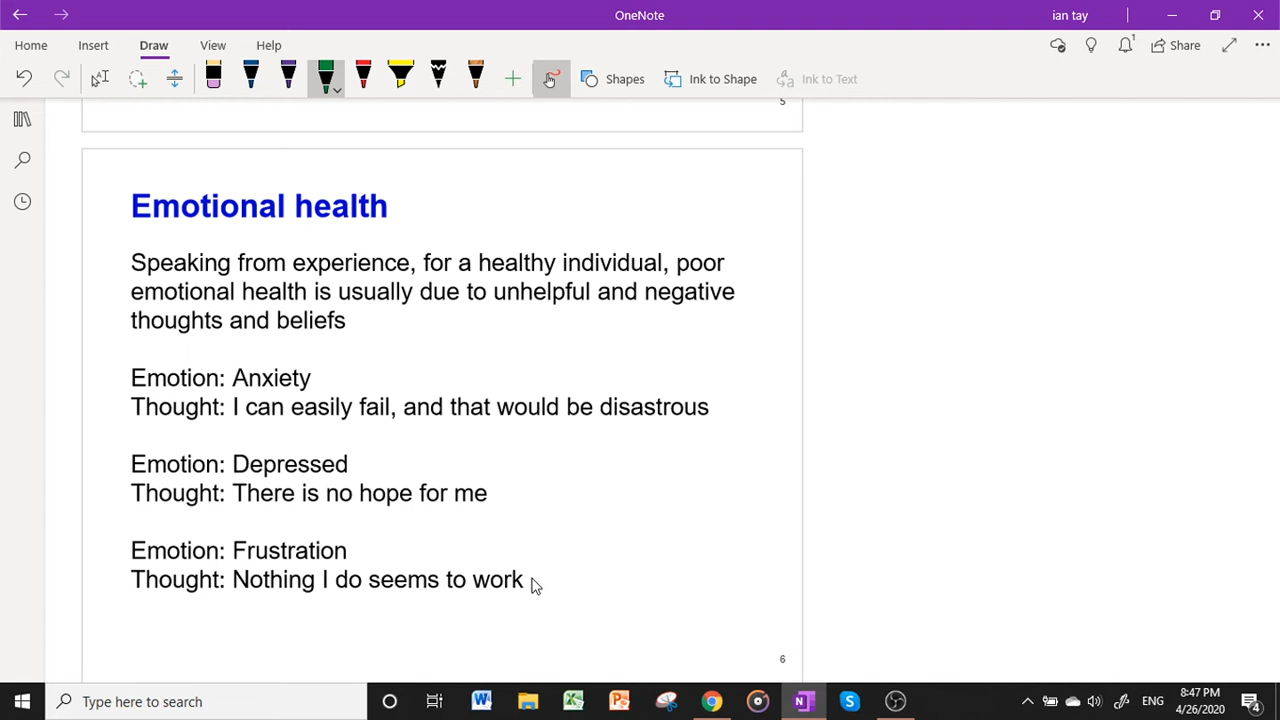 OneNote
ian tay
Home Insert Draw View Help
1
Share
Shapes
Ink to Shape
Ink to Text
5
Emotional health
Speaking from experience, for a healthy individual, poor
emotional health is usually due to unhelpful and negative
thoughts and beliefs
Emotion: Anxiety
Thought: I can easily fail, and that would be disastrous
Emotion: Depressed
Thought: There is no hope for me
Emotion: Frustration
Thought: Nothing I do seems to work
6
Type here to search
ENG
8:47 PM
4/26/2020
4